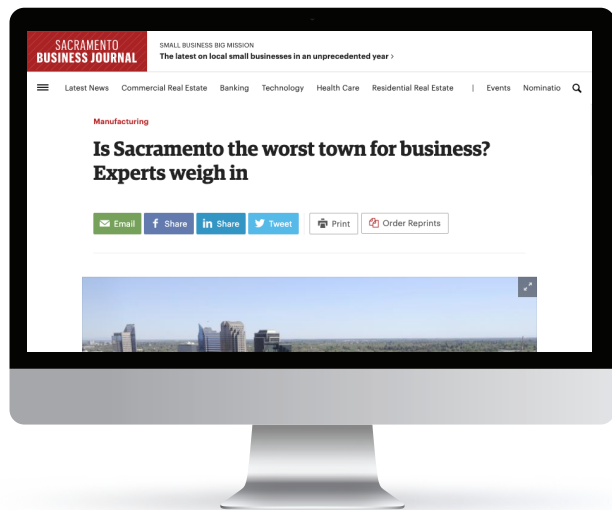 SACRAMENTO
BUSINESS JOURNAL
SMALL BUSINESS BIG MISSION
The latest on local small businesses in an unprecedented year >
Latest News Commercial Real Estate Banking Technology Health Care Residential Real Estate | Events Nominatio
Manufacturing
Is Sacramento the worst town for business?
Experts weigh in
Email f Share in Share Tweet Print Order Reprints